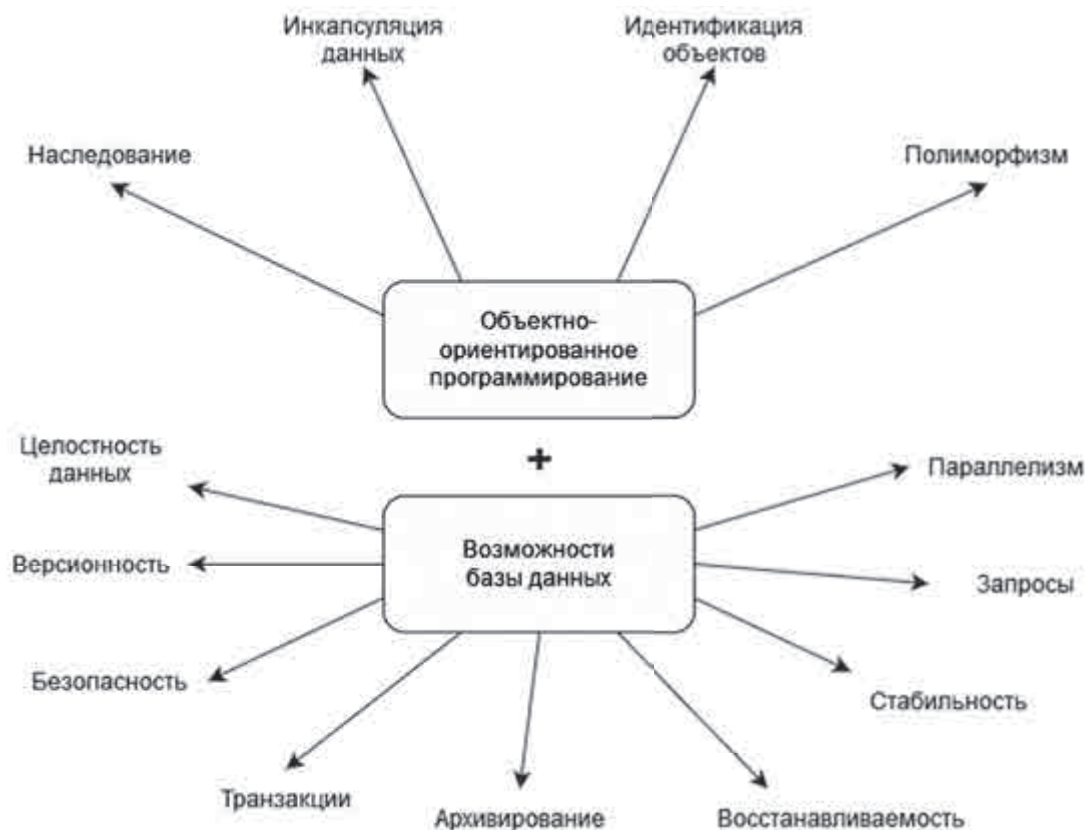 Инкапсуляция
данных
Идентификация
объектов
Наследование
Полиморфизм
Объектно-
ориентированное
программирование
+
Целостность
данных
Параллелизм
Возможности
базы данных
Версионность
Запросы
Безопасность
Стабильность
Транзакции
Архивирование
Восстанавливаемость